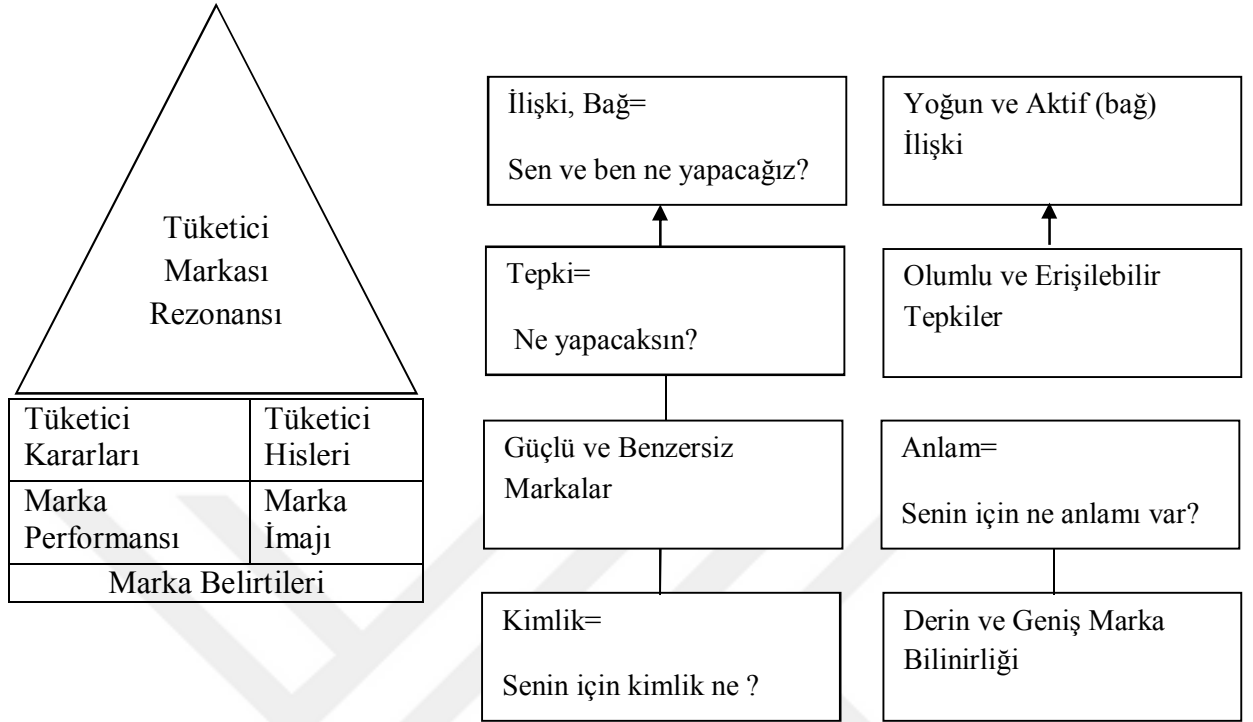 Tüketici
Markası
Rezonansı
Tüketici
Kararları
Tüketici
Hisleri
Marka
Performansı
Marka
İmajı
Marka Belirtileri
İlişki, Bağ=
Sen ve ben ne yapacağız?
Yoğun ve Aktif (bağ)
İlişki
Tepki=
Ne yapacaksın?
Olumlu ve Erişilebilir
Tepkiler
Güçlü ve Benzersiz
Markalar
Anlam=
Senin için ne anlamı var?
Kimlik=
Senin için kimlik ne ?
Derin ve Geniş Marka
Bilinirliği